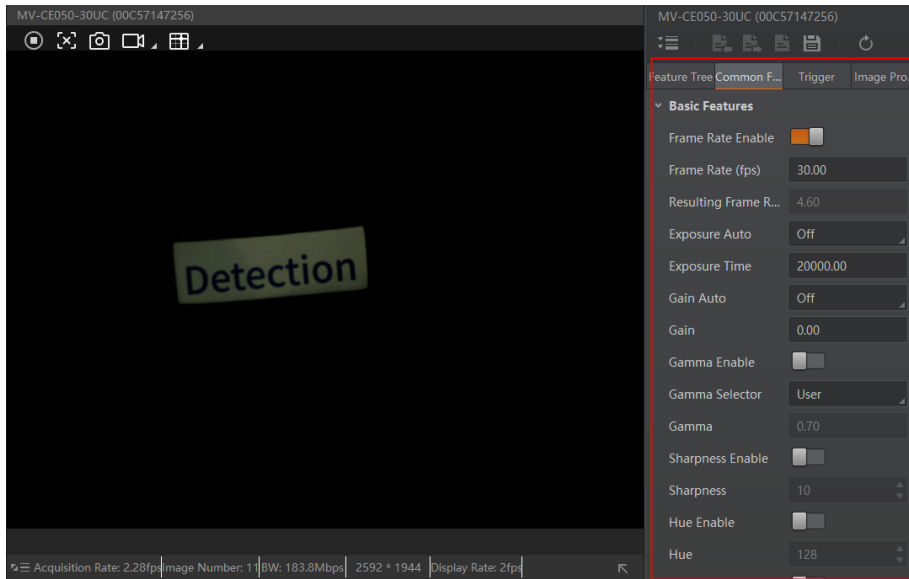 MV-CE050-30UC (00C57147256)
Detection
Acquisition Rate: 2.28fps Image Number: 11 BW: 183.8Mbps 2592 * 1944 Display Rate: 2fps
MV-CE050-30UC (00C57147256)
Feature Tree Common F... Trigger Image Pro.
Basic Features
Frame Rate Enable
Frame Rate (fps) 30.00
Resulting Frame R... 4.60
Exposure Auto Off
Exposure Time 20000.00
Gain Auto Off
Gain 0.00
Gamma Enable
Gamma Selector User
Gamma 0.70
Sharpness Enable
Sharpness 10
Hue Enable
Hue 128